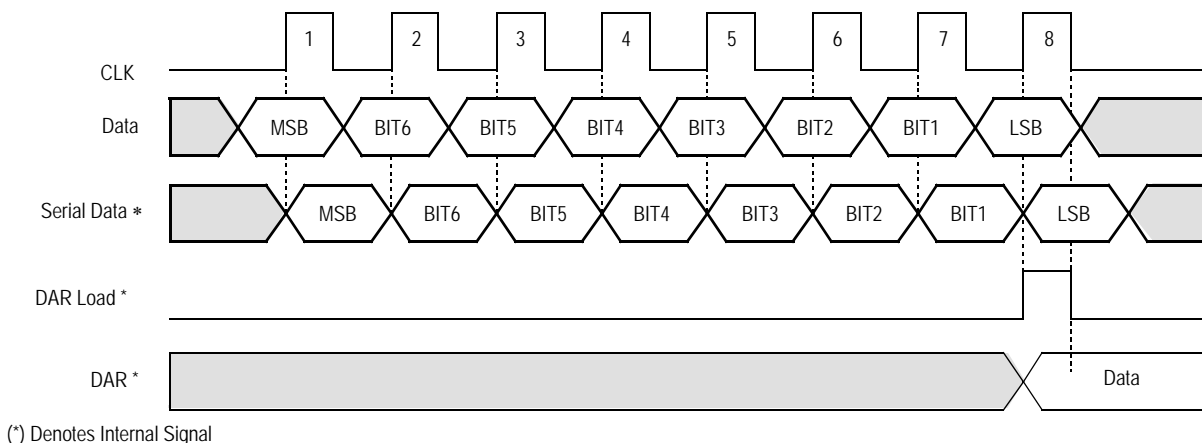 1 2 3 4 5 6 7 8
CLK
Data MSB BIT6 BIT5 BIT4 BIT3 BIT2 BIT1 LSB
Serial Data * MSB BIT6 BIT5 BIT4 BIT3 BIT2 BIT1 LSB
DAR Load *
DAR * Data
(*) Denotes Internal Signal